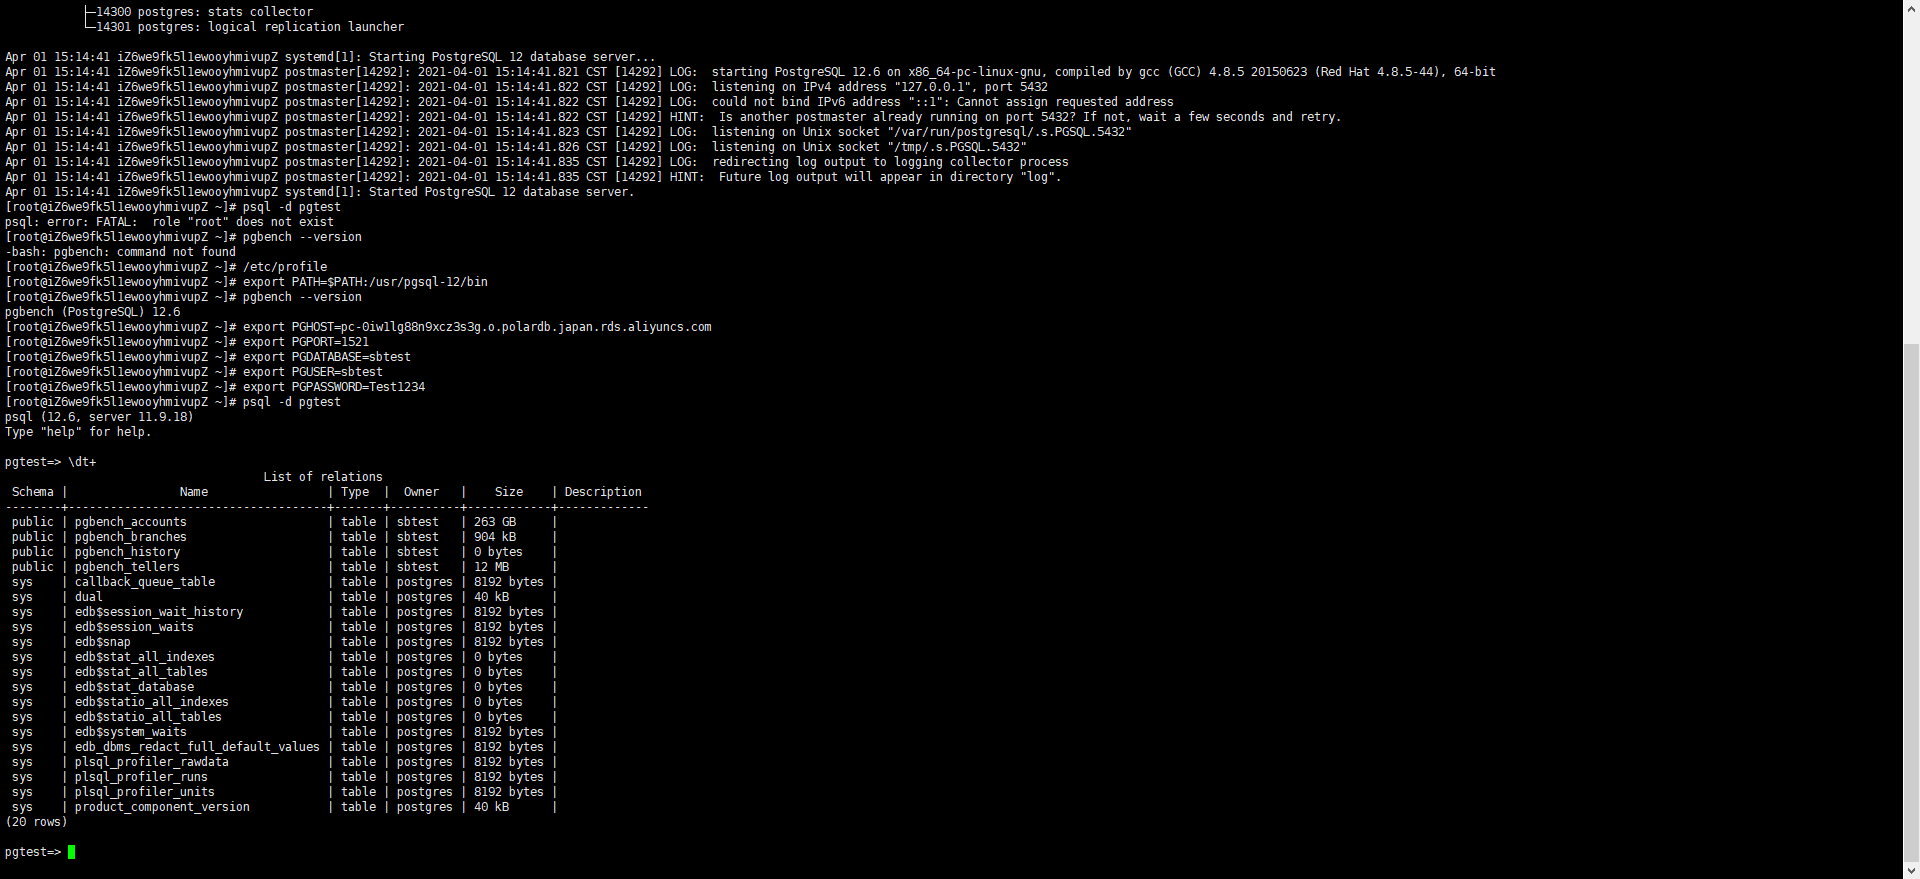 ├─14300 postgres: stats collector
└─14301 postgres: logical replication launcher
Apr 01 15:14:41 iZ6we9fk5l1ewooyhmivupZ systemd[1]: Starting PostgreSQL 12 database server...
Apr 01 15:14:41 iZ6we9fk5l1ewooyhmivupZ postmaster[14292]: 2021-04-01 15:14:41.821 CST [14292] LOG:  starting PostgreSQL 12.6 on x86_64-pc-linux-gnu, compiled by gcc (GCC) 4.8.5 20150623 (Red Hat 4.8.5-44), 64-bit
Apr 01 15:14:41 iZ6we9fk5l1ewooyhmivupZ postmaster[14292]: 2021-04-01 15:14:41.822 CST [14292] LOG:  listening on IPv4 address "127.0.0.1", port 5432
Apr 01 15:14:41 iZ6we9fk5l1ewooyhmivupZ postmaster[14292]: 2021-04-01 15:14:41.822 CST [14292] LOG:  could not bind IPv6 address "::1": Cannot assign requested address
Apr 01 15:14:41 iZ6we9fk5l1ewooyhmivupZ postmaster[14292]: 2021-04-01 15:14:41.822 CST [14292] HINT:  Is another postmaster already running on port 5432? If not, wait a few seconds and retry.
Apr 01 15:14:41 iZ6we9fk5l1ewooyhmivupZ postmaster[14292]: 2021-04-01 15:14:41.823 CST [14292] LOG:  listening on Unix socket "/var/run/postgresql/.s.PGSQL.5432"
Apr 01 15:14:41 iZ6we9fk5l1ewooyhmivupZ postmaster[14292]: 2021-04-01 15:14:41.826 CST [14292] LOG:  listening on Unix socket "/tmp/.s.PGSQL.5432"
Apr 01 15:14:41 iZ6we9fk5l1ewooyhmivupZ postmaster[14292]: 2021-04-01 15:14:41.835 CST [14292] LOG:  redirecting log output to logging collector process
Apr 01 15:14:41 iZ6we9fk5l1ewooyhmivupZ postmaster[14292]: 2021-04-01 15:14:41.835 CST [14292] HINT:  Future log output will appear in directory "log".
Apr 01 15:14:41 iZ6we9fk5l1ewooyhmivupZ systemd[1]: Started PostgreSQL 12 database server.
[root@iZ6we9fk5l1ewooyhmivupZ ~]# psql -d pgtest
psql: error: FATAL:  role "root" does not exist
[root@iZ6we9fk5l1ewooyhmivupZ ~]# pgbench --version
-bash: pgbench: command not found
[root@iZ6we9fk5l1ewooyhmivupZ ~]# /etc/profile
[root@iZ6we9fk5l1ewooyhmivupZ ~]# export PATH=$PATH:/usr/pgsql-12/bin
[root@iZ6we9fk5l1ewooyhmivupZ ~]# pgbench --version
pgbench (PostgreSQL) 12.6
[root@iZ6we9fk5l1ewooyhmivupZ ~]# export PGHOST=pc-0iw1lg88n9xcz3s3g.o.polardb.japan.rds.aliyuncs.com
[root@iZ6we9fk5l1ewooyhmivupZ ~]# export PGPORT=1521
[root@iZ6we9fk5l1ewooyhmivupZ ~]# export PGDATABASE=sbtest
[root@iZ6we9fk5l1ewooyhmivupZ ~]# export PGUSER=sbtest
[root@iZ6we9fk5l1ewooyhmivupZ ~]# export PGPASSWORD=Test1234
[root@iZ6we9fk5l1ewooyhmivupZ ~]# psql -d pgtest
psql (12.6, server 11.9.18)
Type "help" for help.
pgtest=> \dt+
List of relations
Schema | Name | Type | Owner | Size | Description
--------+------------------------------------+-------+----------+------------+-------------
public | pgbench_accounts | table | sbtest | 263 GB |
public | pgbench_branches | table | sbtest | 904 kB |
public | pgbench_history | table | sbtest | 0 bytes |
public | pgbench_tellers | table | sbtest | 12 MB |
sys | callback_queue_table | table | postgres | 8192 bytes |
sys | dual | table | postgres | 40 kB |
sys | edb$session_wait_history | table | postgres | 8192 bytes |
sys | edb$session_waits | table | postgres | 8192 bytes |
sys | edb$snap | table | postgres | 8192 bytes |
sys | edb$stat_all_indexes | table | postgres | 0 bytes |
sys | edb$stat_all_tables | table | postgres | 0 bytes |
sys | edb$stat_database | table | postgres | 0 bytes |
sys | edb$statio_all_indexes | table | postgres | 0 bytes |
sys | edb$statio_all_tables | table | postgres | 0 bytes |
sys | edb$system_waits | table | postgres | 8192 bytes |
sys | edb_dbms_redact_full_default_values | table | postgres | 8192 bytes |
sys | plsql_profiler_rawdata | table | postgres | 8192 bytes |
sys | plsql_profiler_runs | table | postgres | 8192 bytes |
sys | plsql_profiler_units | table | postgres | 8192 bytes |
sys | product_component_version | table | postgres | 40 kB |
(20 rows)
pgtest=>